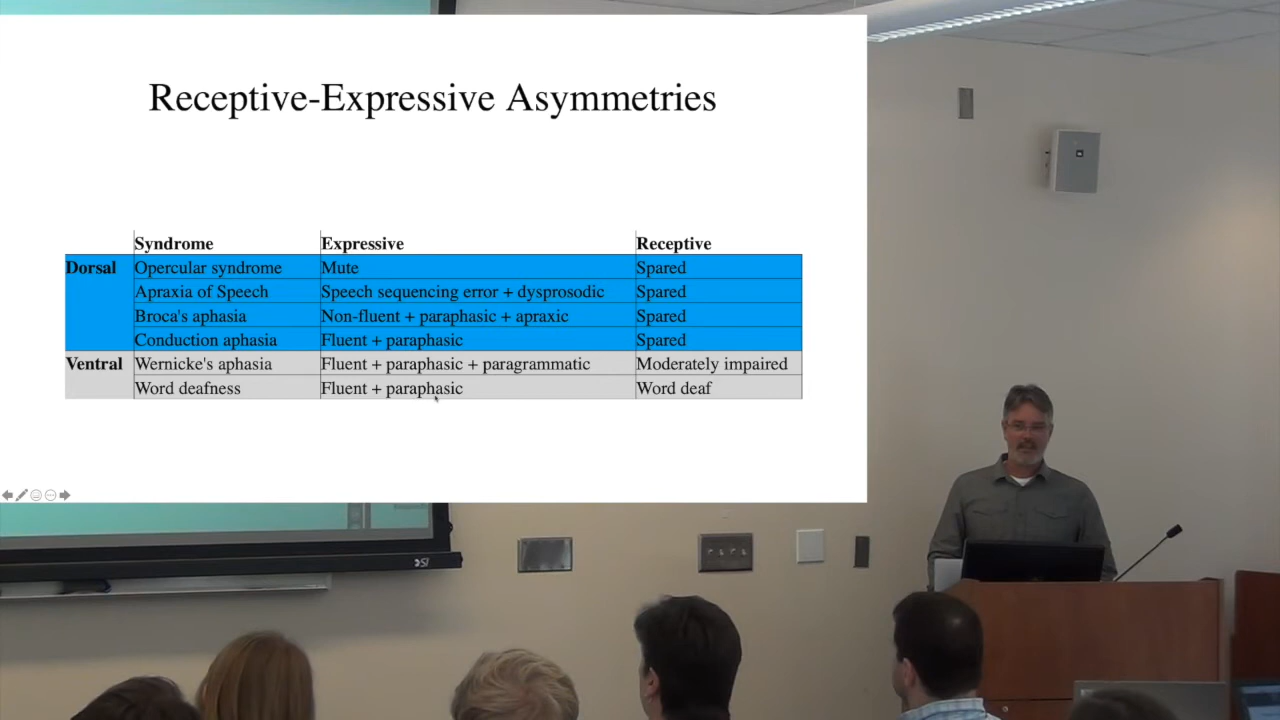 Receptive-Expressive Asymmetries
Syndrome Expressive Receptive
Dorsal Opercular syndrome Mute Spared
Apraxia of Speech Speech sequencing error + dysprosodic Spared
Broca's aphasia Non-fluent + paraphasic + apraxic Spared
Conduction aphasia Fluent + paraphasic Spared
Ventral Wernicke's aphasia Fluent + paraphasic + paragrammatic Moderately impaired
Word deafness Fluent + paraphasic Word deaf